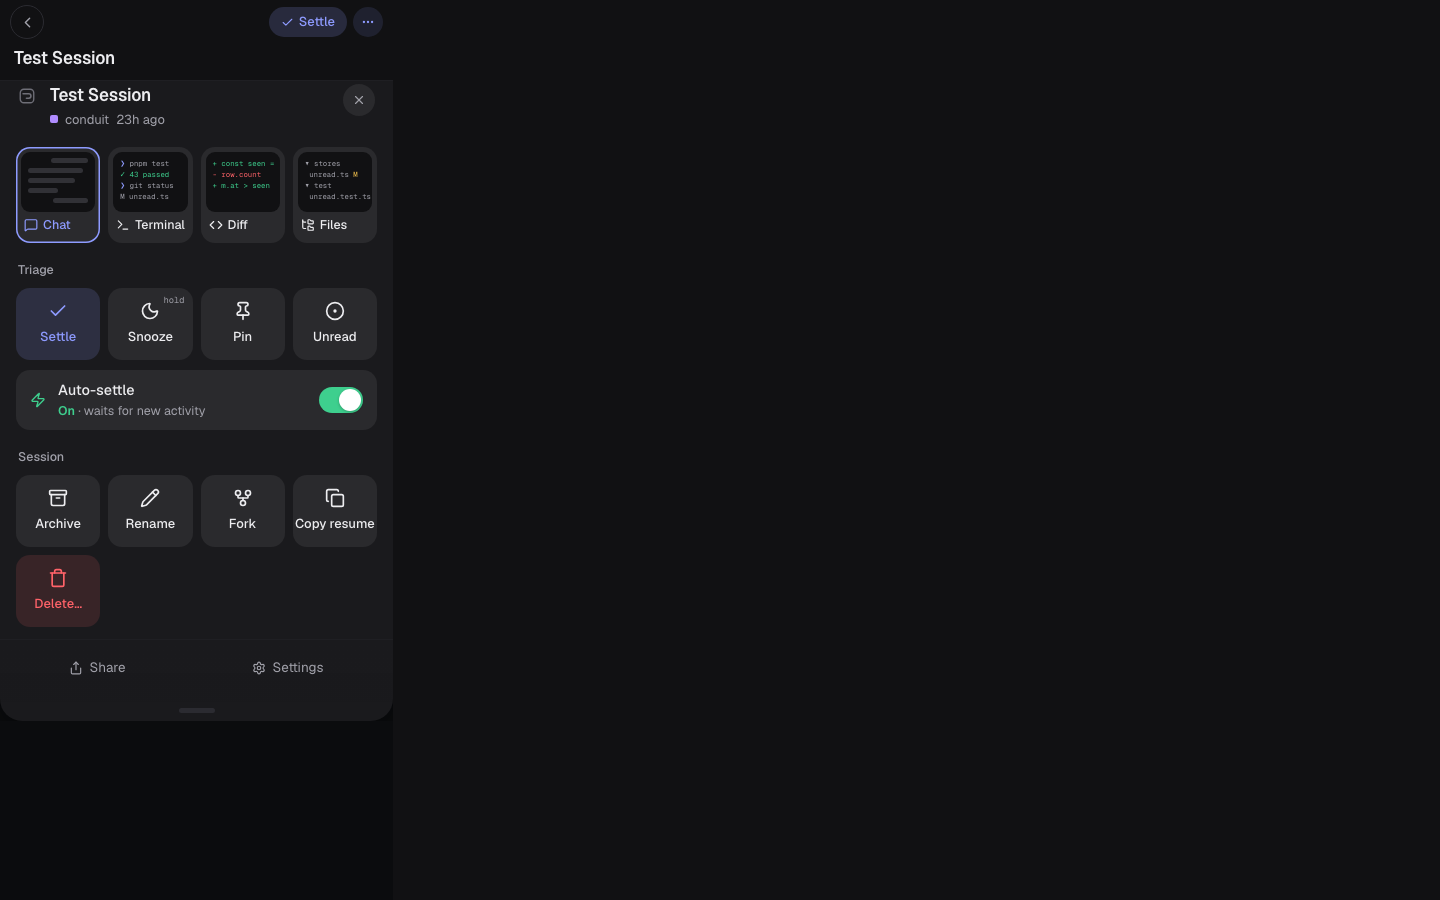 Settle
Test Session
Test Session
conduit 23h ago
❯ pnpm test
✓ 43 passed
❯ git status
M unread.ts
+ const seen =
- row.count
+ m.at > seen
▾ stores
unread.ts M
▾ test
unread.test.ts
Chat
Terminal
Diff
Files
Triage
Settle
hold
Snooze
Pin
Unread
Auto-settle
On · waits for new activity
Session
Archive
Rename
Fork
Copy resume
Delete…
Share
Settings